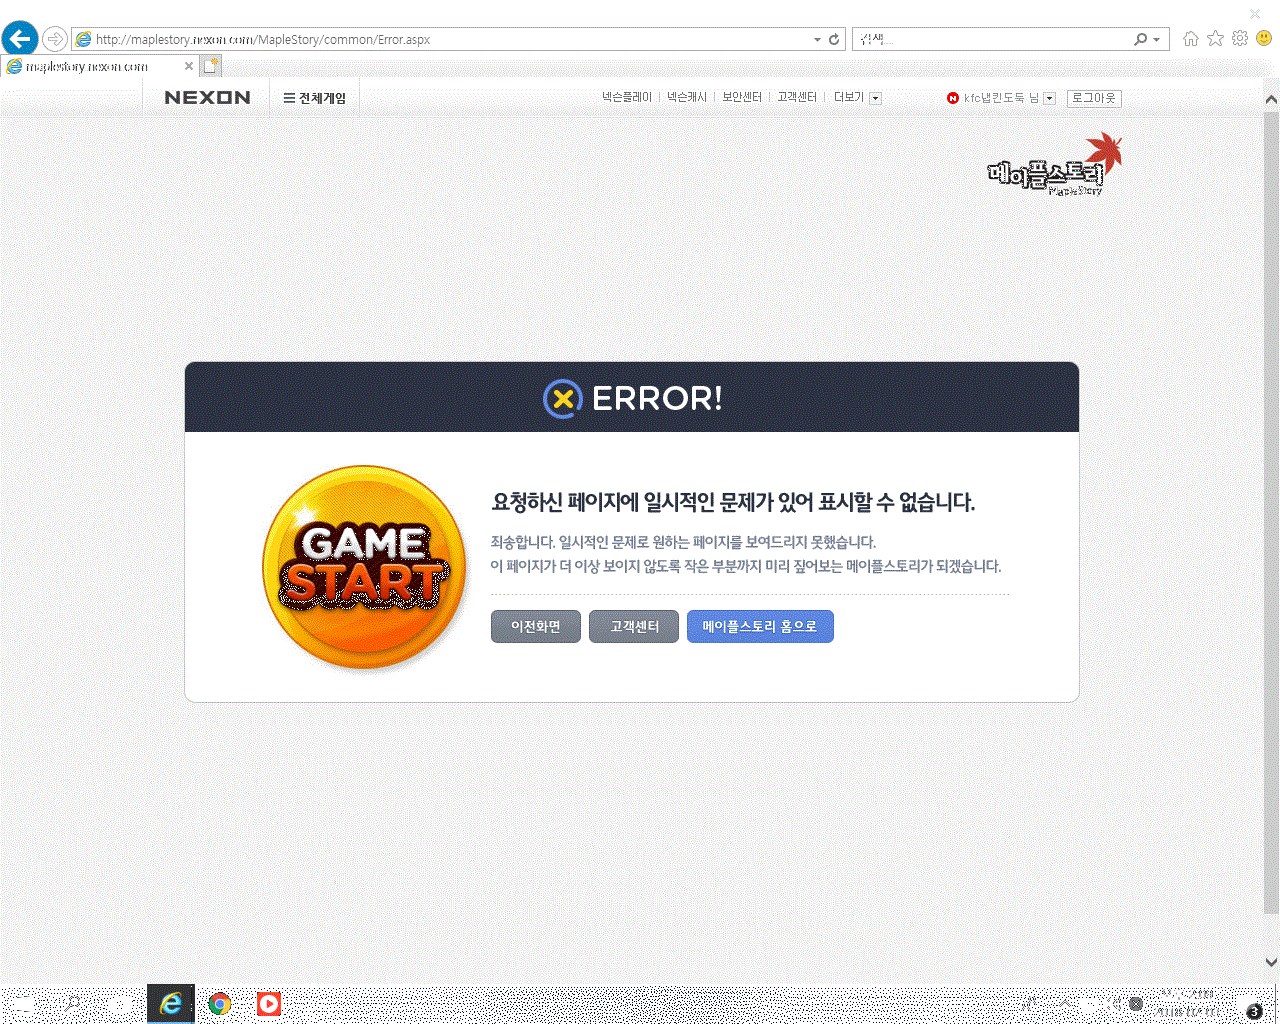 http://maplestory.nexon.com/MapleStory/common/Error.aspx
검색...
maplestory.nexon.com
NEXON
전체게임
넥슨플레이
넥슨캐시
보안센터
고객센터
더보기
kfc냅킨도둑 님
로그아웃
메이플스토리
MapleStory
ERROR!
GAME
START
요청하신 페이지에 일시적인 문제가 있어 표시할 수 없습니다.
죄송합니다. 일시적인 문제로 원하는 페이지를 보여드리지 못했습니다.
이 페이지가 더 이상 보이지 않도록 작은 부분까지 미리 짚어보는 메이플스토리가 되겠습니다.
이전화면
고객센터
메이플스토리 홈으로
3